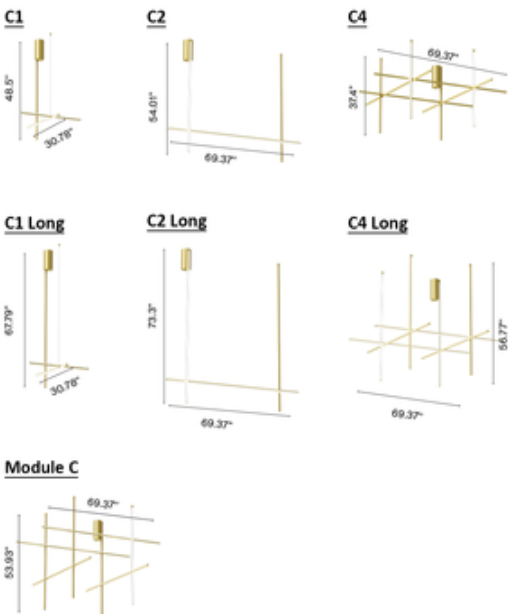 C1
C2
C4
48.5"
30.78"
54.01"
69.37"
69.37"
37.4"
C1 Long
C2 Long
C4 Long
67.79"
30.78"
73.3"
69.37"
56.77"
69.37"
Module C
69.37"
53.93"